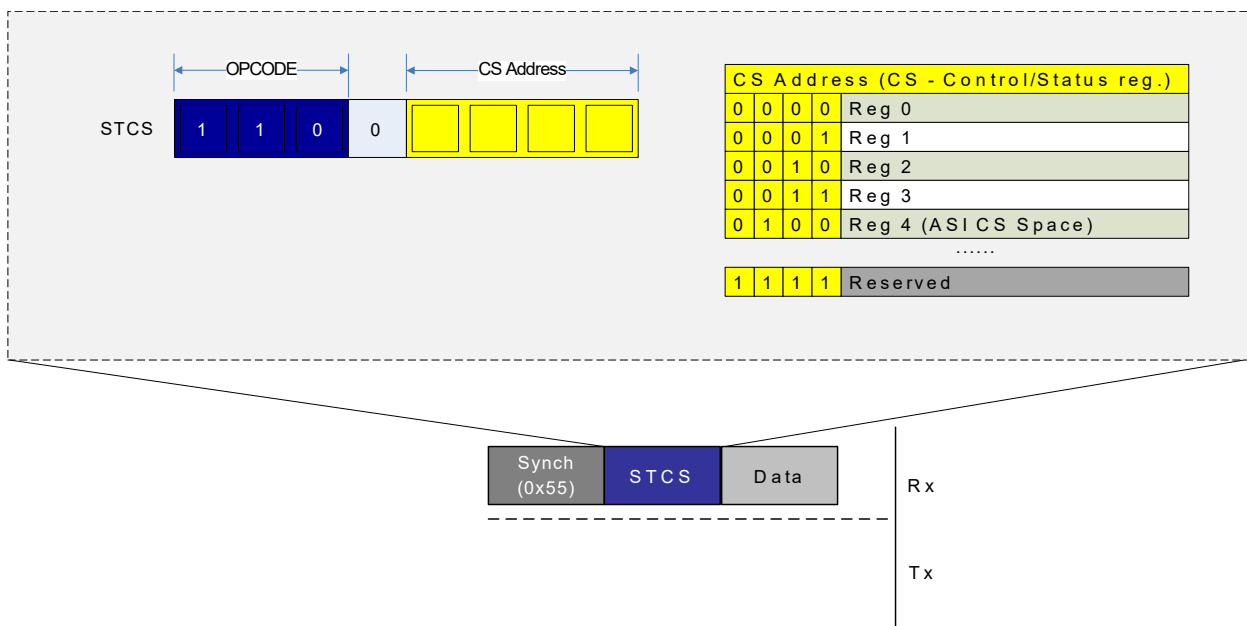 OPCODE CS Address
STCS 1 1 0 0
CS Address (CS - Control/Status reg.)
0 0 0 0 Reg 0
0 0 0 1 Reg 1
0 0 1 0 Reg 2
0 0 1 1 Reg 3
0 1 0 0 Reg 4 (ASI CS Space)
......
1 1 1 1 Reserved
Synch
(0x55)
STCS
Data
Rx
Tx